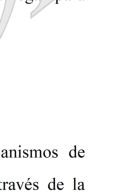 anismos de
través de la